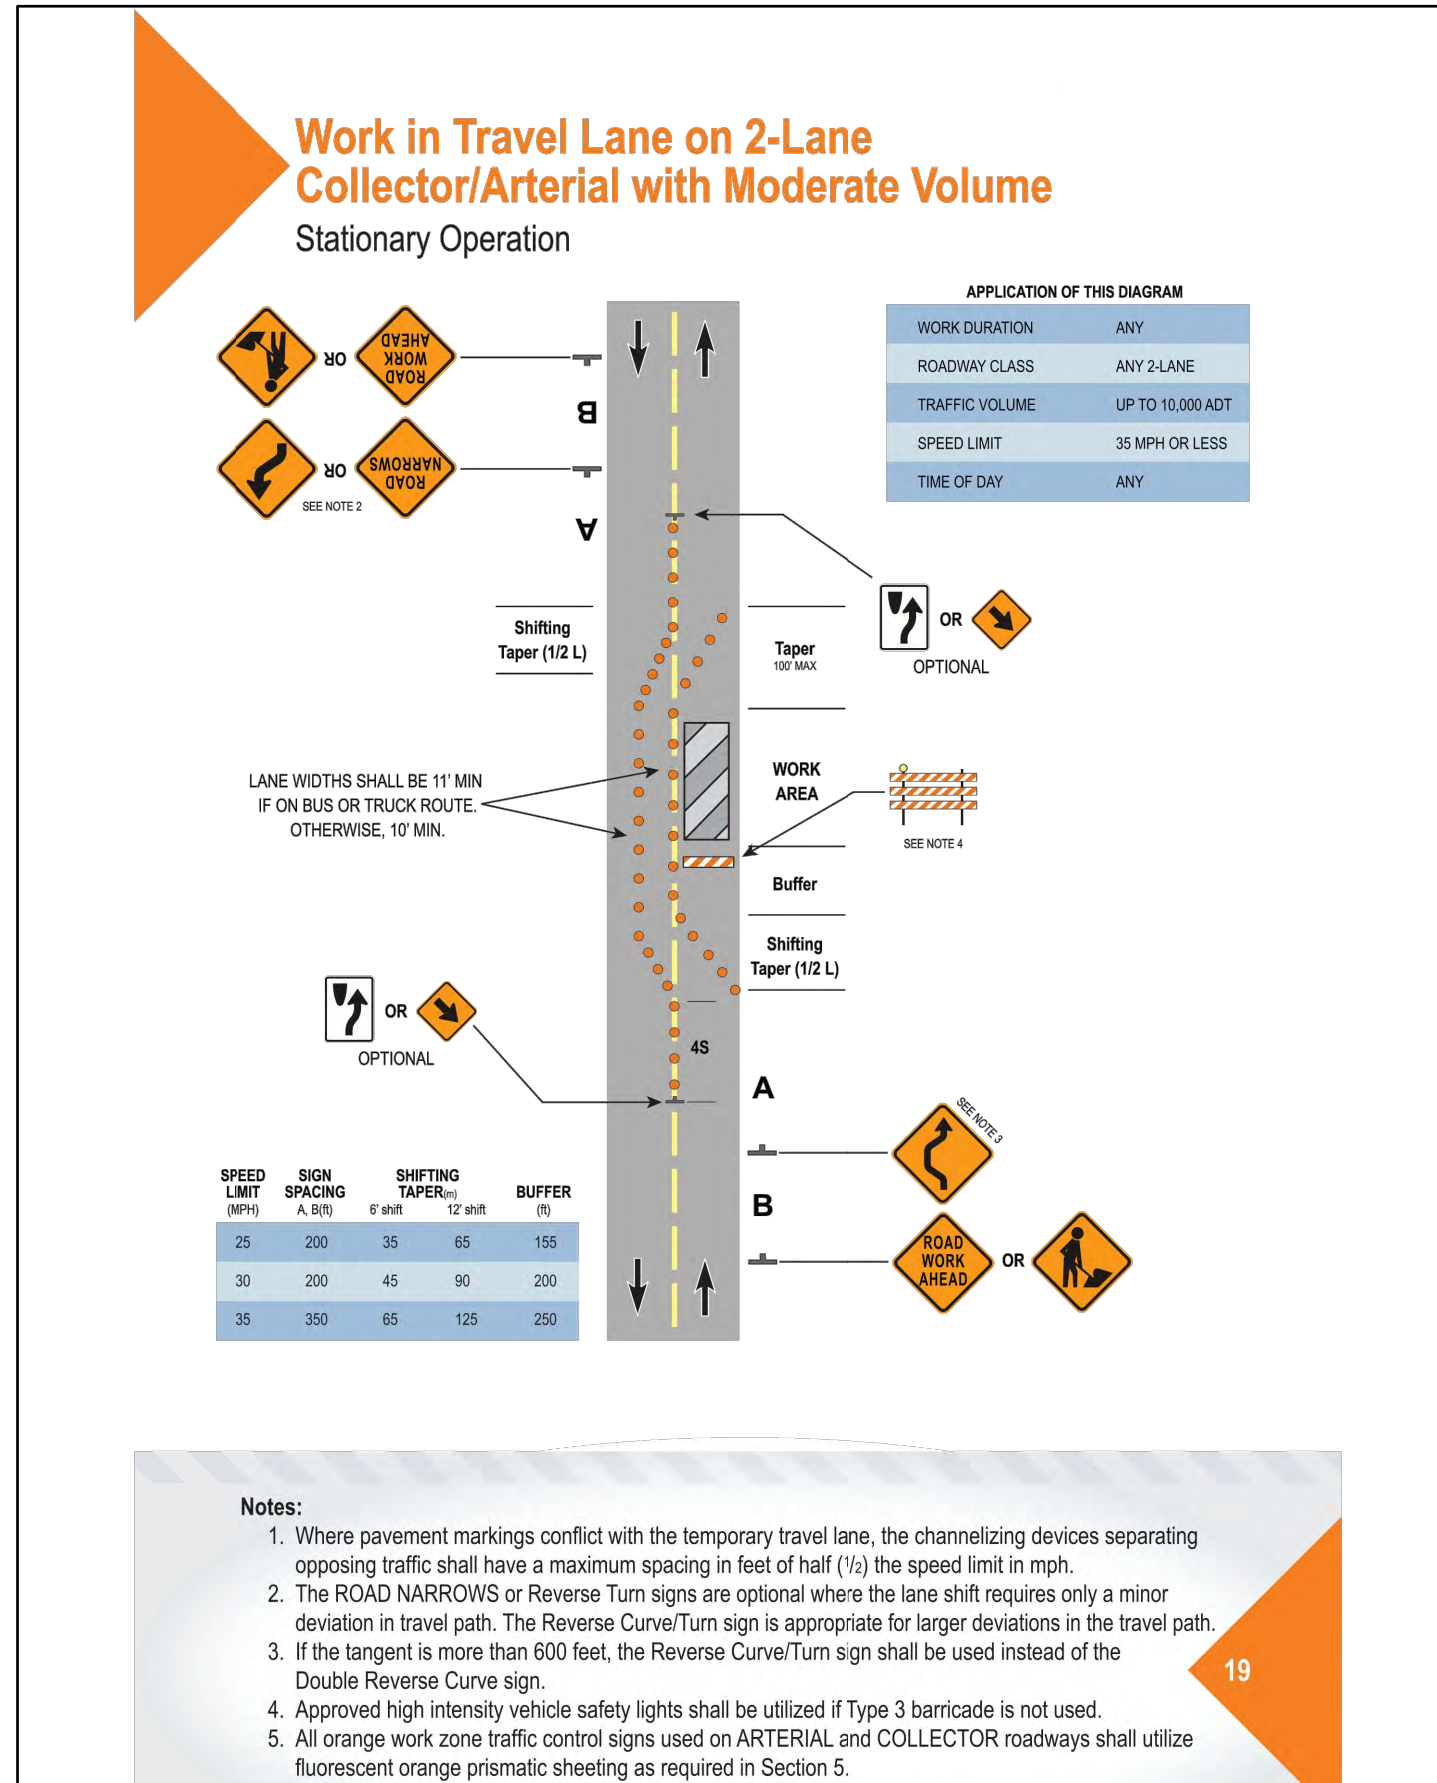 Work in Travel Lane on 2-Lane
Collector/Arterial with Moderate Volume
Stationary Operation
APPLICATION OF THIS DIAGRAM
WORK DURATION ANY
ROADWAY CLASS ANY 2-LANE
TRAFFIC VOLUME UP TO 10,000 ADT
SPEED LIMIT 35 MPH OR LESS
TIME OF DAY ANY
OR
ROAD
WORK
AHEAD
B
OR
ROAD
NARROWS
SEE NOTE 2
A
OR
OPTIONAL
Shifting
Taper (1/2 L)
Taper
100' MAX
LANE WIDTHS SHALL BE 11' MIN
IF ON BUS OR TRUCK ROUTE.
OTHERWISE, 10' MIN.
WORK
AREA
SEE NOTE 4
Buffer
Shifting
Taper (1/2 L)
OR
OPTIONAL
4S
A
SEE NOTE 3
B
ROAD
WORK
AHEAD
OR
SPEED LIMIT (MPH) SIGN SPACING A, B(ft) SHIFTING TAPER(m) 6' shift 12' shift BUFFER (ft)
25 200 35 65 155
30 200 45 90 200
35 350 65 125 250
Notes:
1. Where pavement markings conflict with the temporary travel lane, the channelizing devices separating
opposing traffic shall have a maximum spacing in feet of half (1/2) the speed limit in mph.
2. The ROAD NARROWS or Reverse Turn signs are optional where the lane shift requires only a minor
deviation in travel path. The Reverse Curve/Turn sign is appropriate for larger deviations in the travel path.
3. If the tangent is more than 600 feet, the Reverse Curve/Turn sign shall be used instead of the
Double Reverse Curve sign.
4. Approved high intensity vehicle safety lights shall be utilized if Type 3 barricade is not used.
5. All orange work zone traffic control signs used on ARTERIAL and COLLECTOR roadways shall utilize
fluorescent orange prismatic sheeting as required in Section 5.
19